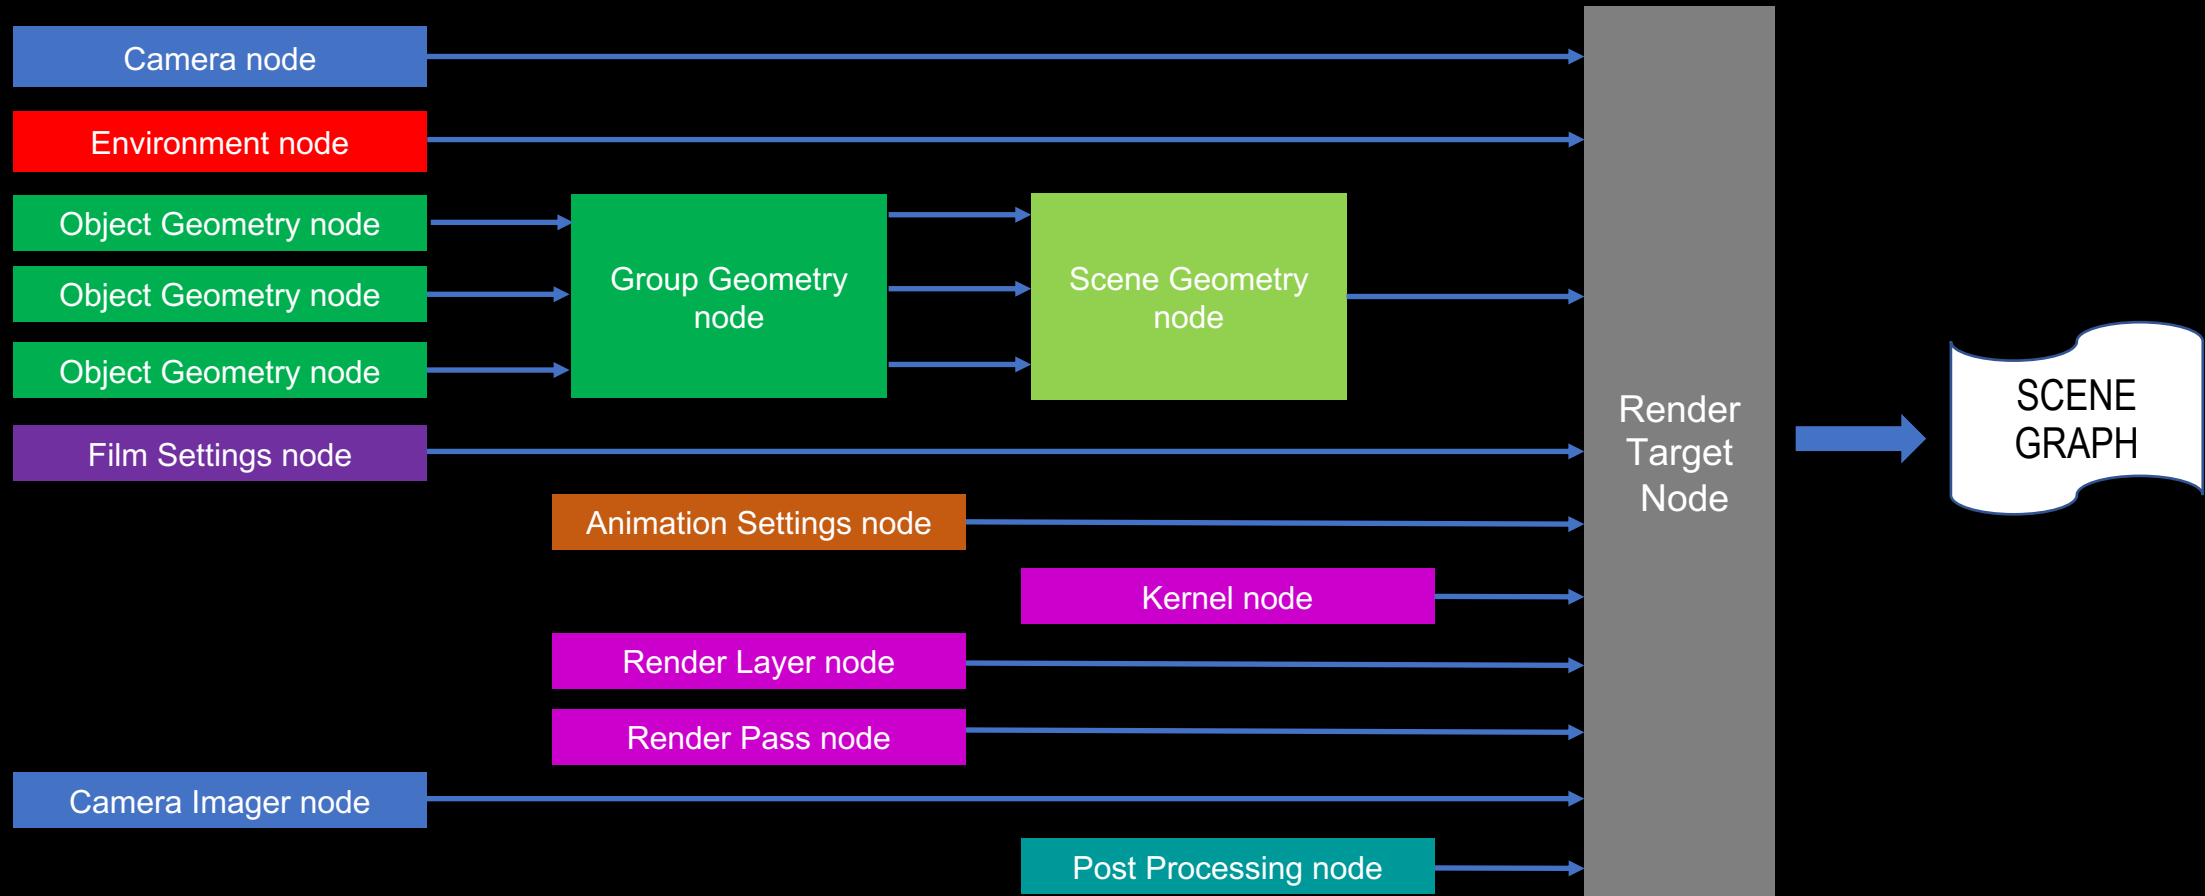 Camera node
Environment node
Object Geometry node
Object Geometry node
Object Geometry node
Group Geometry
node
Scene Geometry
node
Film Settings node
Animation Settings node
Kernel node
Render Layer node
Render Pass node
Camera Imager node
Post Processing node
Render
Target
Node
SCENE
GRAPH